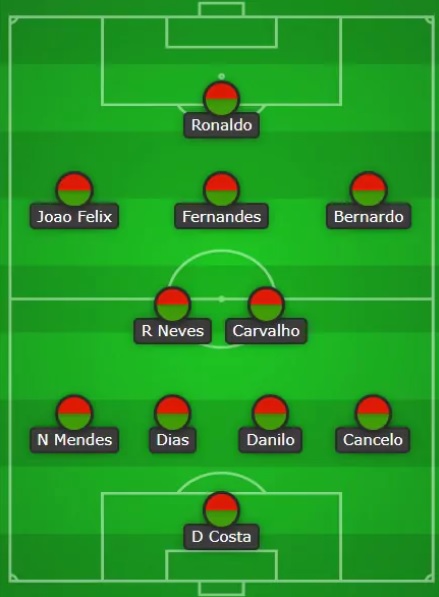 Ronaldo
Joao Felix
Fernandes
Bernardo
R Neves
Carvalho
N Mendes
Dias
Danilo
Cancelo
D Costa